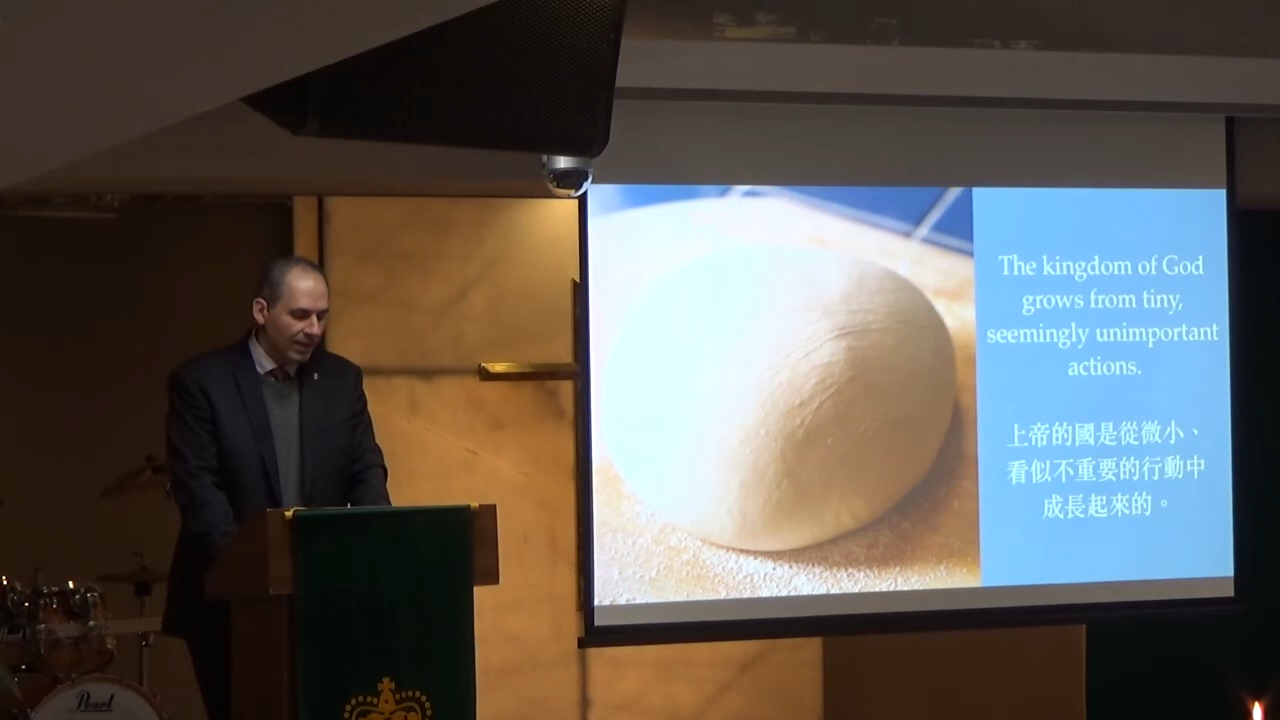 The kingdom of God
grows from tiny,
seemingly unimportant
actions.
上帝的國是從微小、
看似不重要的行動中
成長起來的。
Pearl